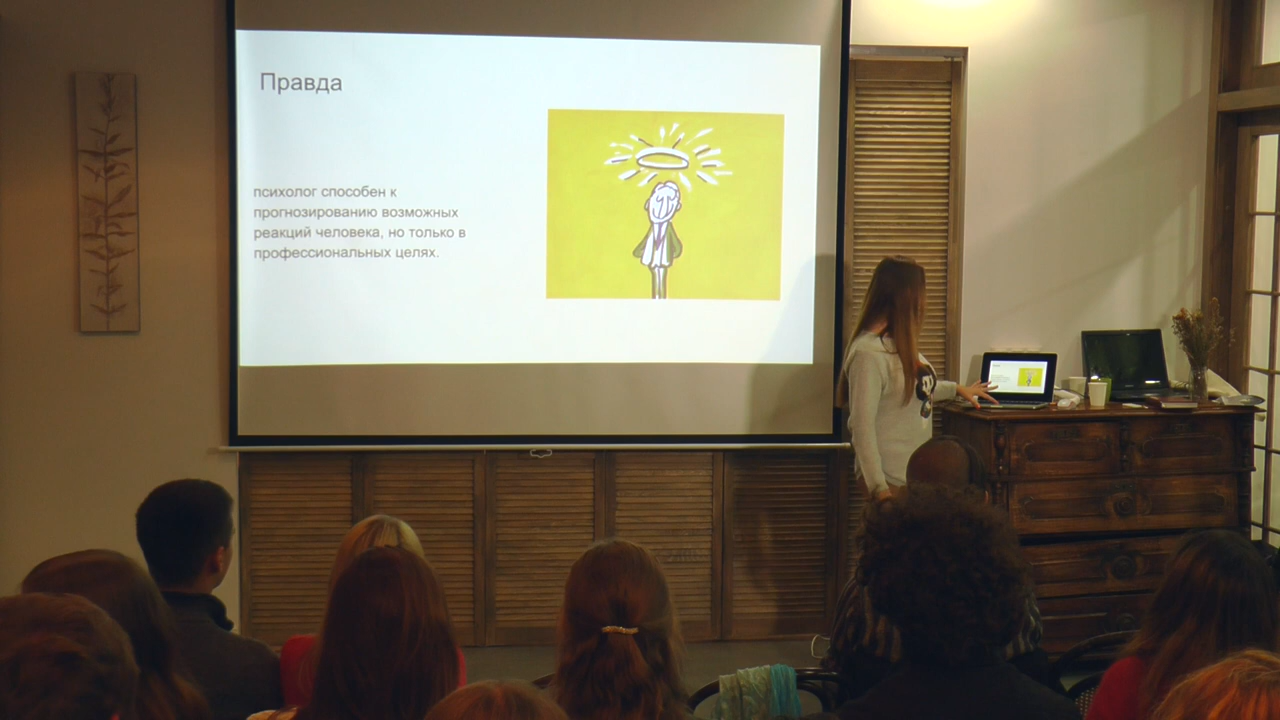 Правда
психолог способен к
прогнозированию возможных
реакций человека, но только в
профессиональных целях.